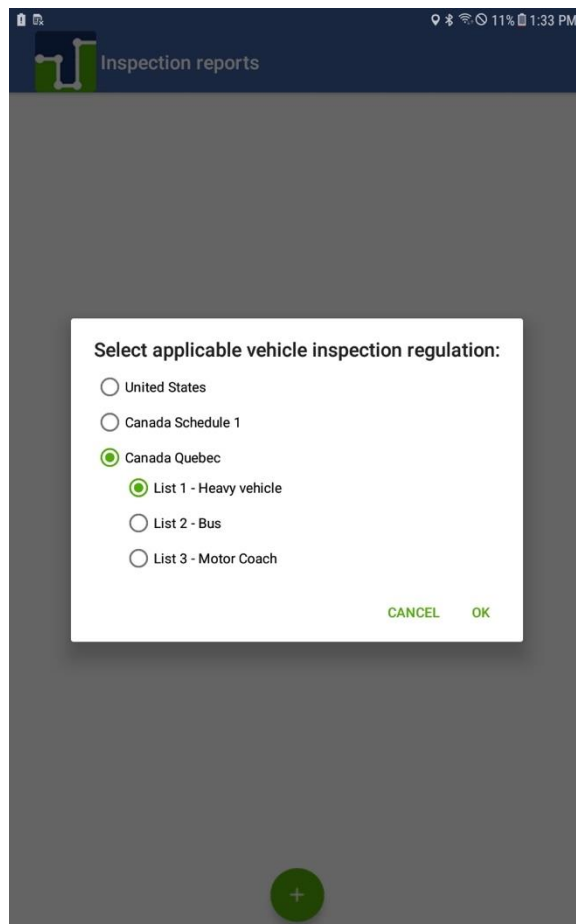 11% 1:33 PM
Inspection reports
Select applicable vehicle inspection regulation:
United States
Canada Schedule 1
Canada Quebec
List 1 - Heavy vehicle
List 2 - Bus
List 3 - Motor Coach
CANCEL OK
+